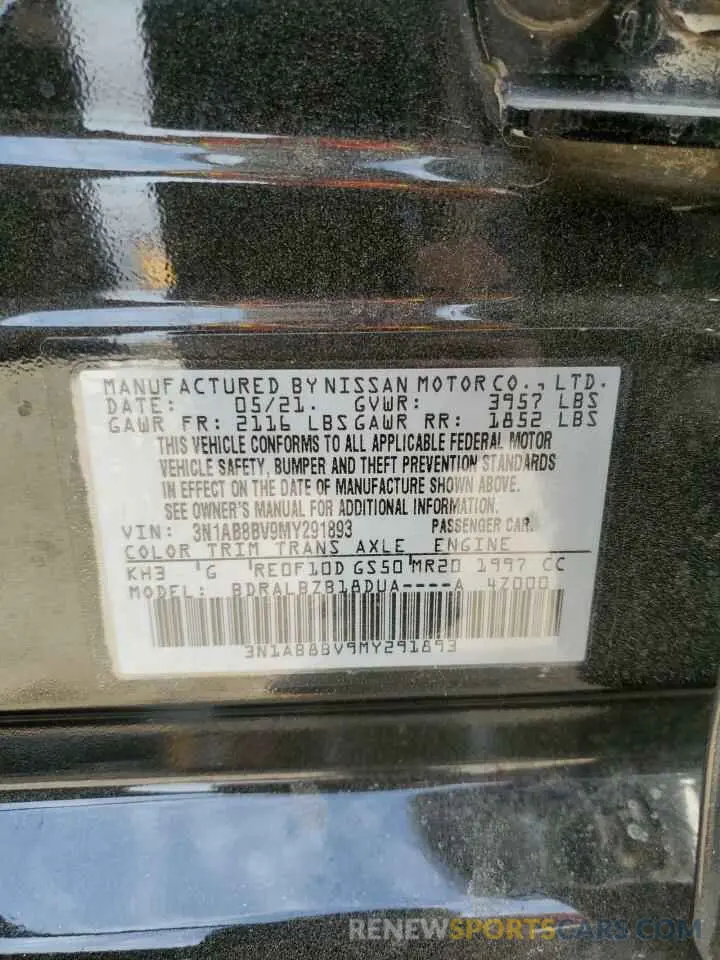 MANUFACTURED BY NISSAN MOTOR CO., LTD.
DATE: 05/21. GVWR: 3957 LBS
GAWR FR: 2116 LBS GAWR RR: 1852 LBS
THIS VEHICLE CONFORMS TO ALL APPLICABLE FEDERAL MOTOR
VEHICLE SAFETY, BUMPER AND THEFT PREVENTION STANDARDS
IN EFFECT ON THE DATE OF MANUFACTURE SHOWN ABOVE.
SEE OWNER'S MANUAL FOR ADDITIONAL INFORMATION.
VIN: 3N1AB8BV9MY291893 PASSENGER CAR
COLOR TRIM TRANS AXLE ENGINE
KH3 G RE0F10D GS50 MR20 1997 CC
MODEL: BDRALBZB18DUA----A 4Z000
3N1AB8BV9MY291893
RENEWSPORTSCARS.COM